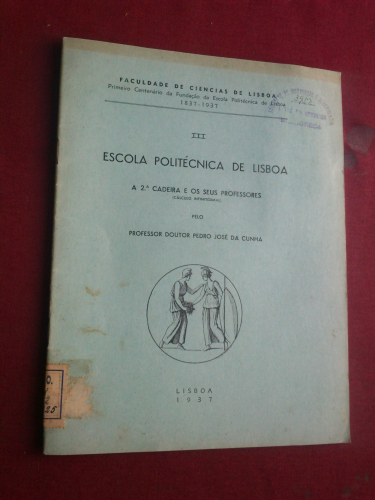 FACULDADE DE CIÊNCIAS DE LISBOA
Primeiro Centenário da Fundação da Escola Politécnica de Lisboa
1837-1937
III
ESCOLA POLITÉCNICA DE LISBOA
A 2.ª CADEIRA E OS SEUS PROFESSORES
PELO
PROFESSOR DOUTOR PEDRO JOSÉ DA CUNHA
LISBOA
1937